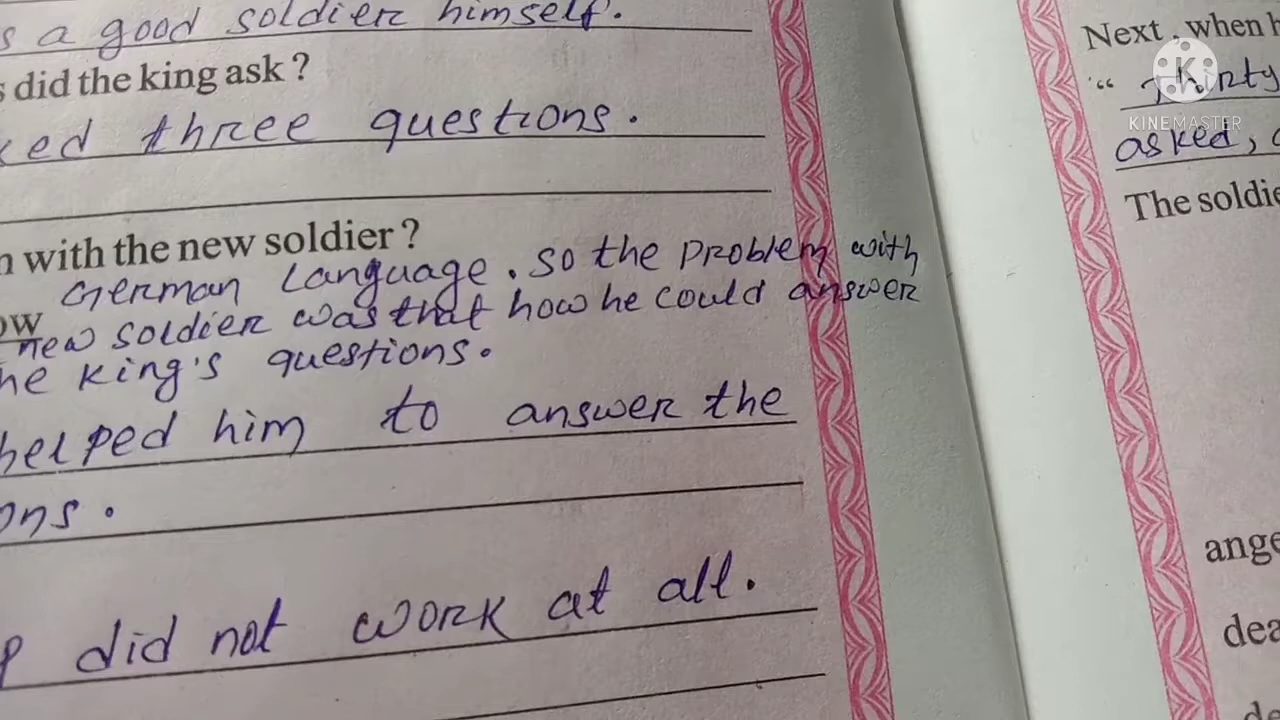 s a good soldier himself.
s did the king ask ?
ked three questions.
n with the new soldier ?
German Language. so the problem with
ow new soldier was that how he could answer
he king's questions.
helped him to answer the
ons.
p did not work at all.
Next, when h
“ Thirty
asked,
The soldie
ange
dea
de
KINEMASTER